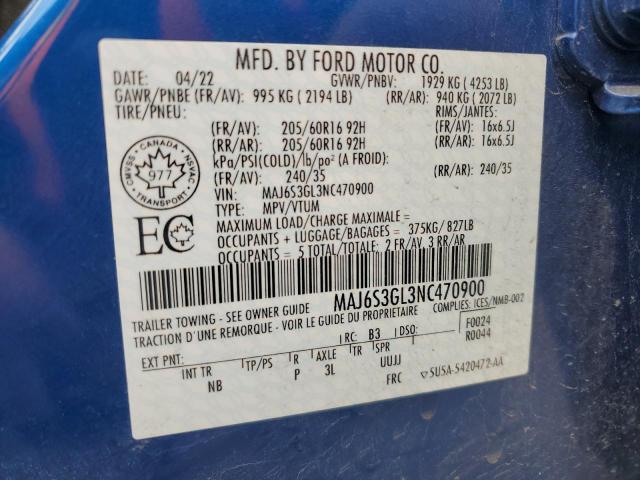 MFD. BY FORD MOTOR CO.
DATE: 04/22 GVWR/PNBV: 1929 KG ( 4253 LB)
GAWR/PNBE (FR/AV): 995 KG ( 2194 LB) (RR/AR): 940 KG ( 2072 LB)
TIRE/PNEU: RIMS/JANTES:
(FR/AV): 205/60R16 92H (FR/AV): 16x6.5J
(RR/AR): 205/60R16 92H (RR/AR): 16x6.5J
kPa/PSI(COLD)/lb/po² (A FROID):
(FR/AV): 240/35 (RR/AR): 240/35
VIN: MAJ6S3GL3NC470900
TYPE: MPV/VTUM
CANADA
CMVSS NSVAC
977
TRANSPORT
EC
MAXIMUM LOAD/CHARGE MAXIMALE =
OCCUPANTS + LUGGAGE/BAGAGES = 375KG/ 827LB
OCCUPANTS = 5 TOTAL/TOTALE: 2 FR/AV, 3 RR/AR
MAJ6S3GL3NC470900
TRAILER TOWING - SEE OWNER GUIDE COMPLIES: ICES/NMB-002
TRACTION D'UNE REMORQUE - VOIR LE GUIDE DU PROPRIETAIRE
RC: B3 DSO: F0024
R0044
EXT PNT: INT TR TP/PS R AXLE TR SPR
NB P 3L UUJJ
FRC 5U5A-5420472-AA